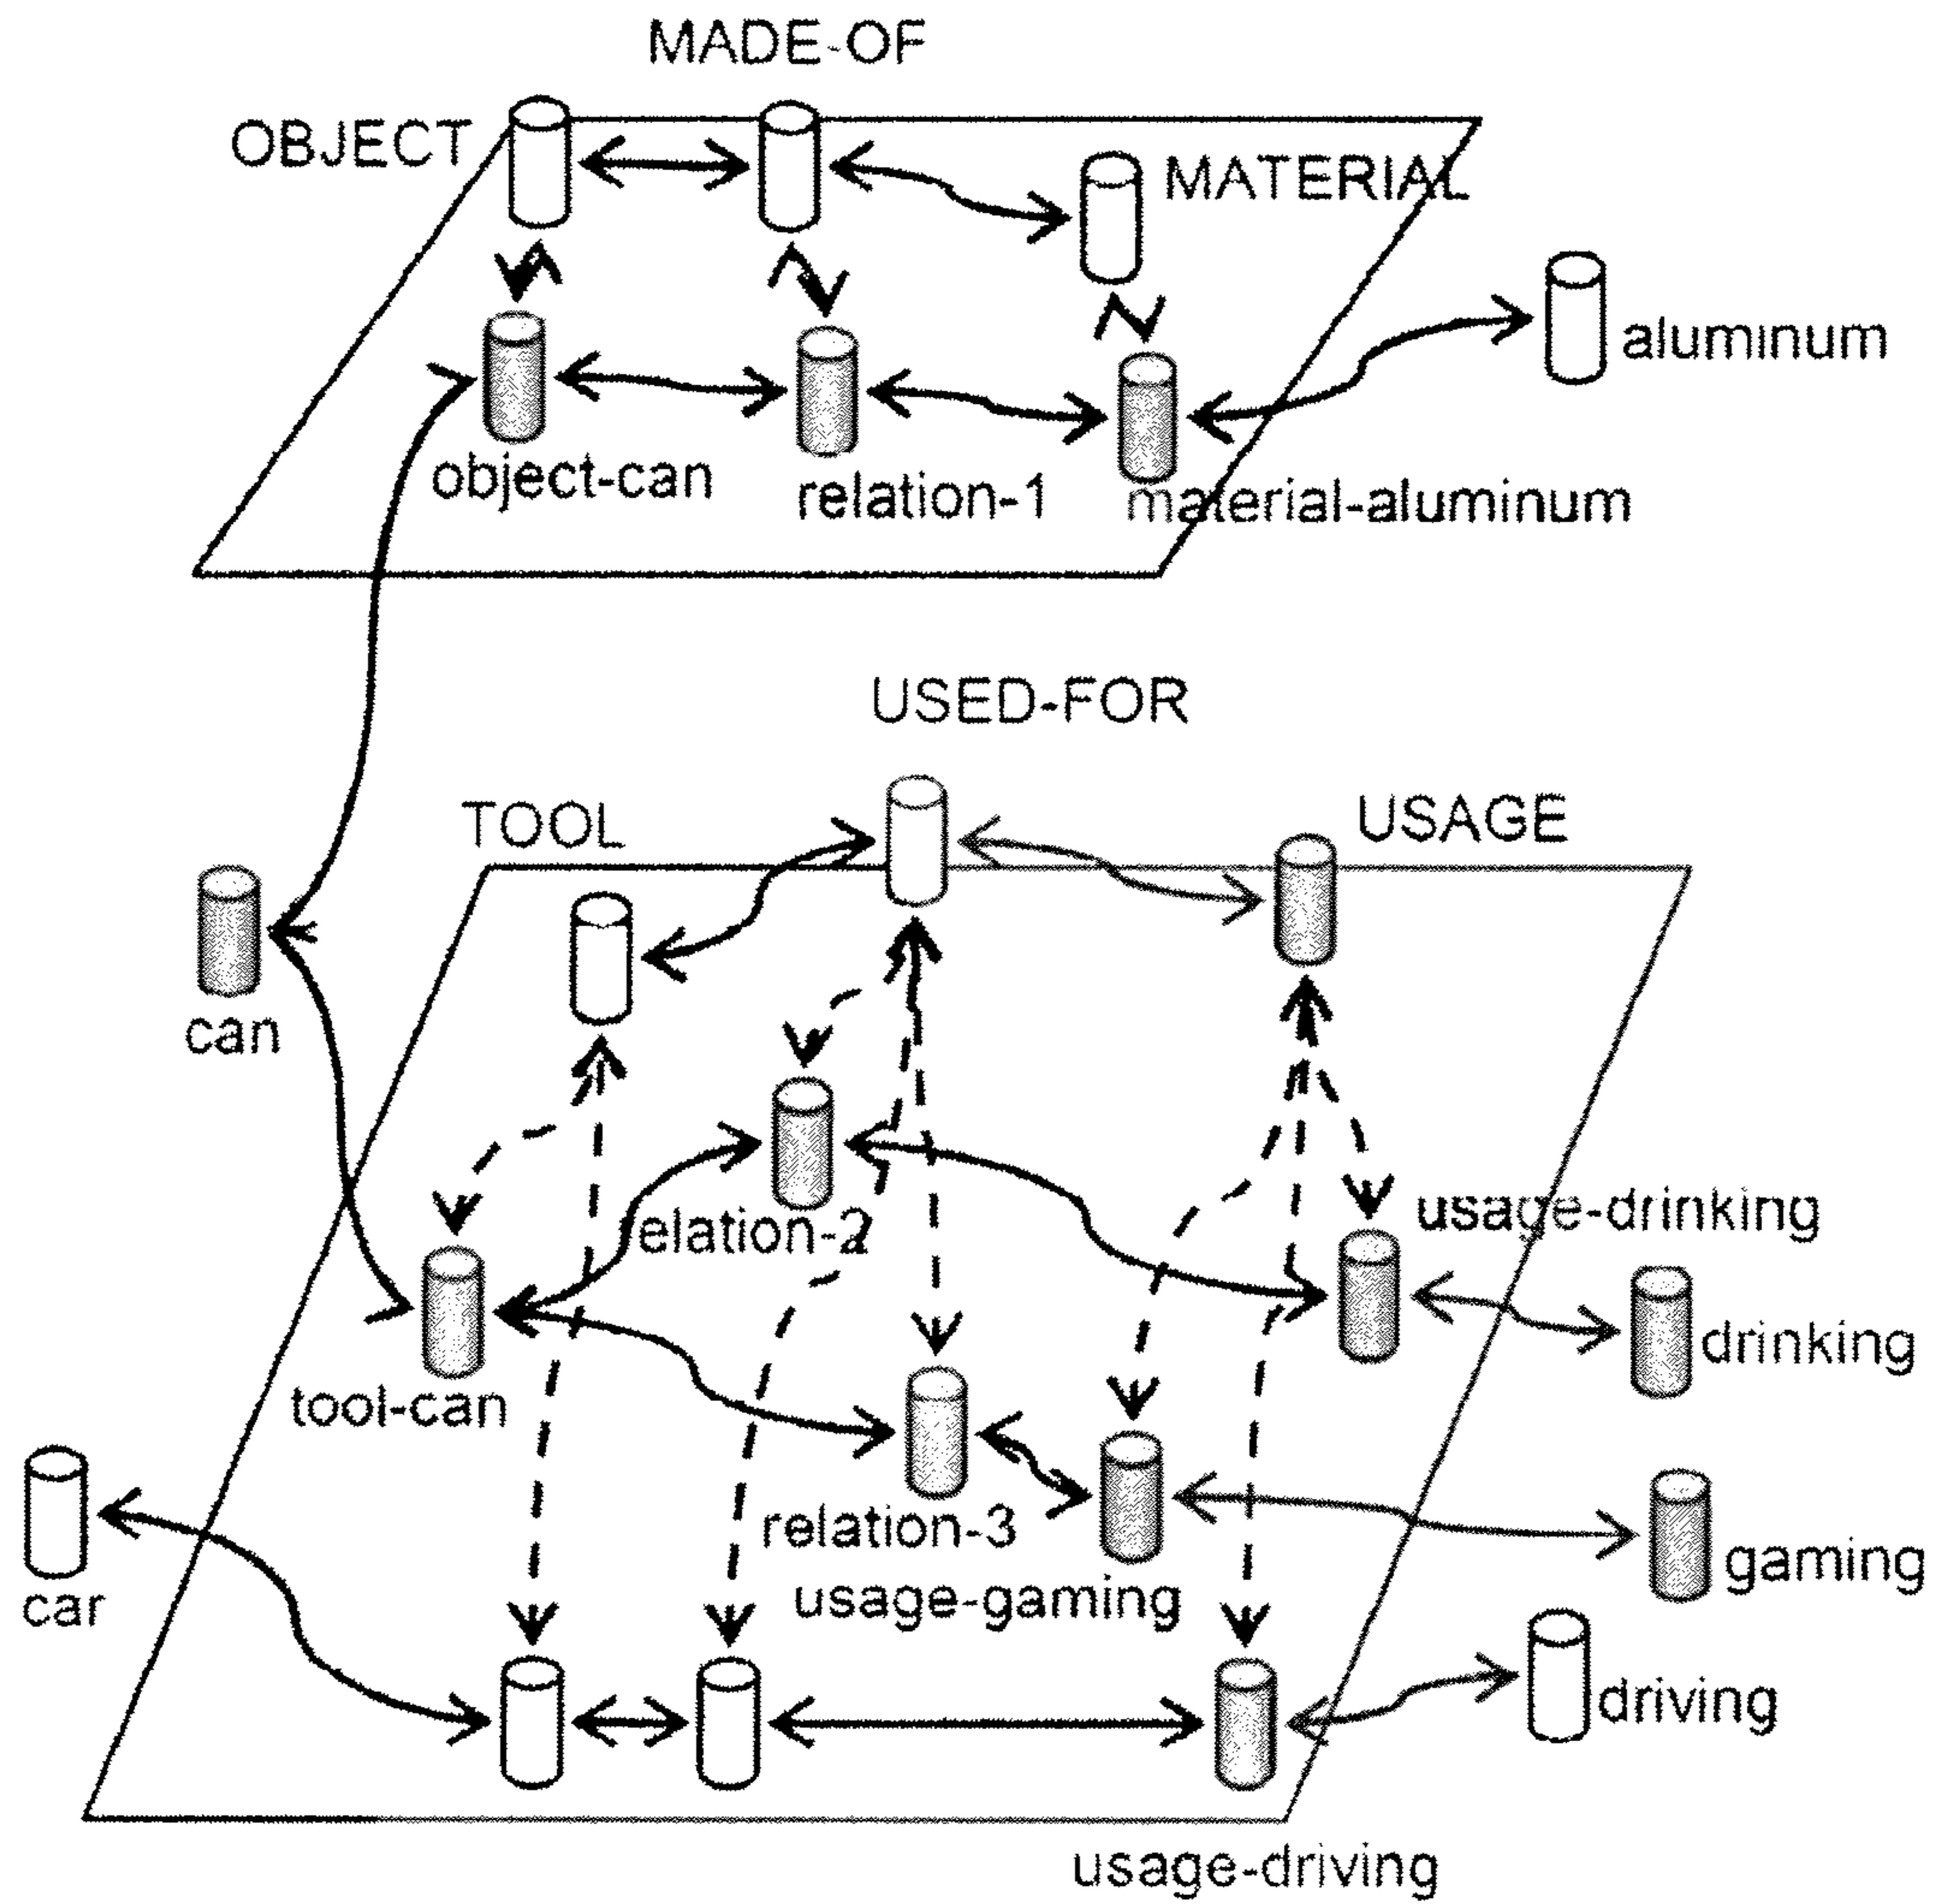 MADE-OF
OBJECT
MATERIAL
aluminum
object-can
relation-1
material-aluminum
USED-FOR
TOOL
USAGE
can
usage-drinking
elation-2
drinking
tool-can
relation-3
gaming
usage-gaming
car
driving
usage-driving